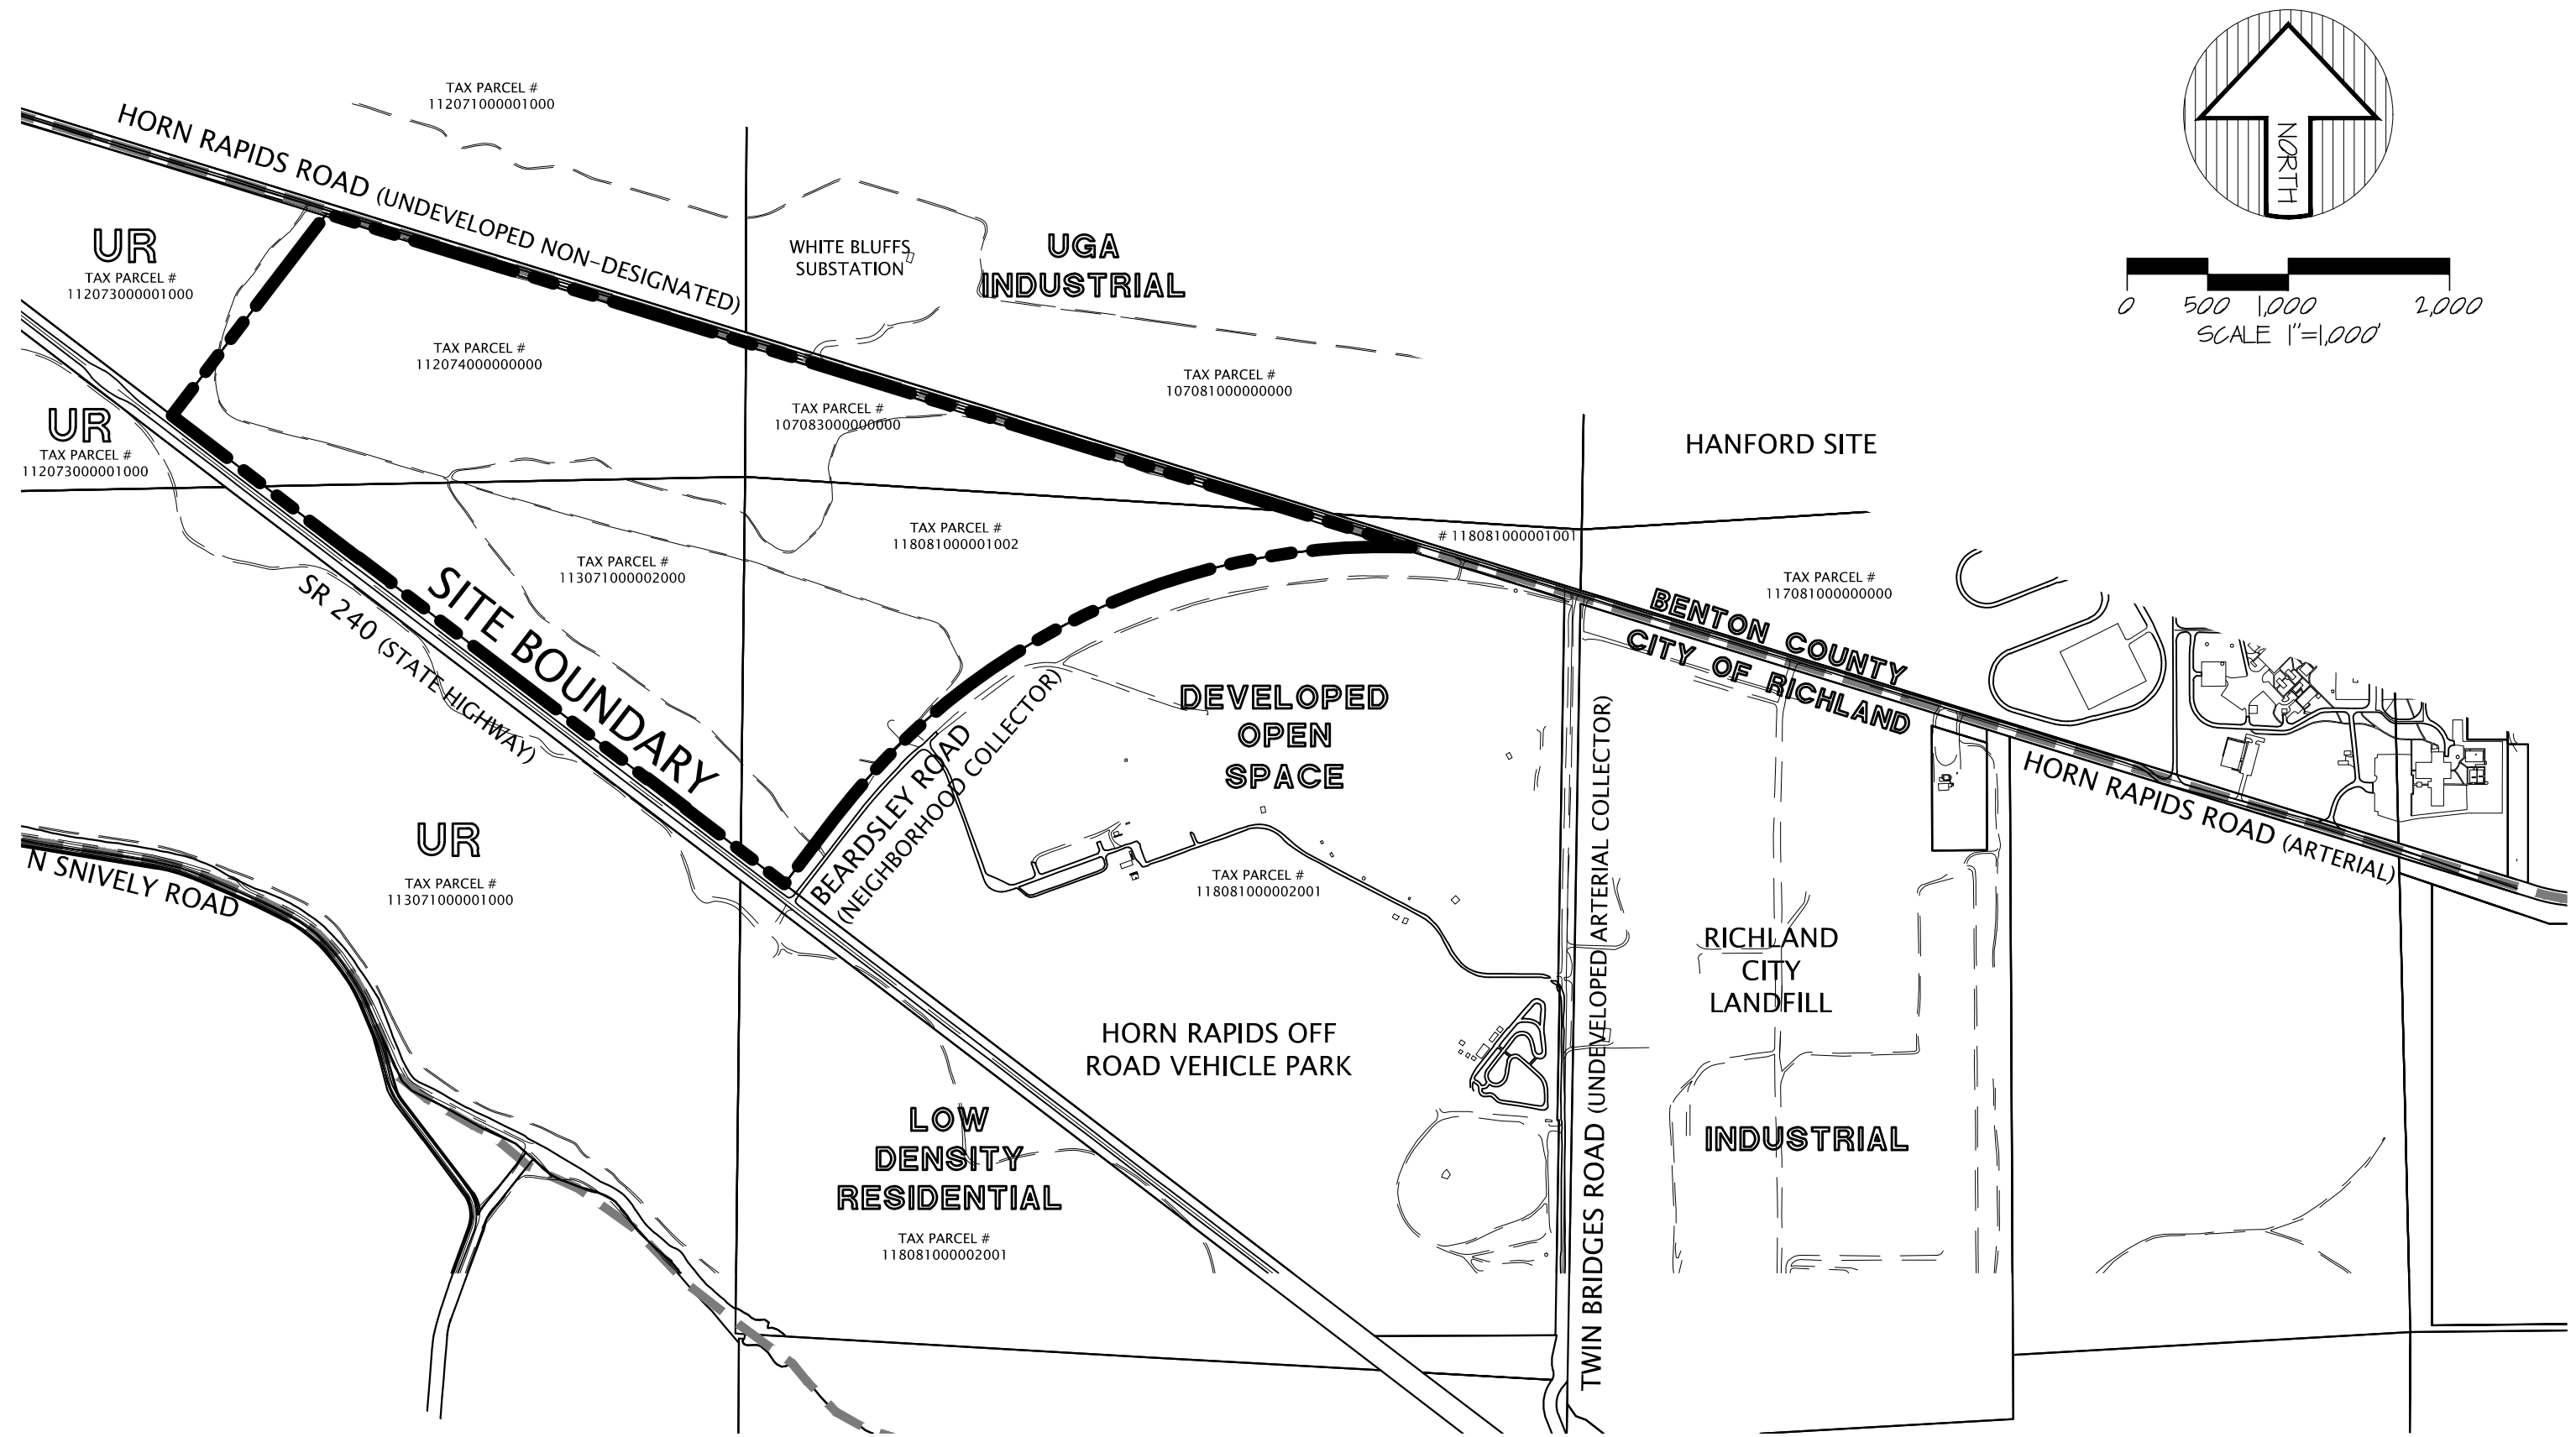 TAX PARCEL #
112071000001000
HORN RAPIDS ROAD (UNDEVELOPED NON-DESIGNATED)
NORTH
0 500 1,000 2,000
SCALE 1"=1,000'
UR
TAX PARCEL #
112073000001000
WHITE BLUFFS
SUBSTATION
UGA
INDUSTRIAL
TAX PARCEL #
112074000000000
TAX PARCEL #
107081000000000
TAX PARCEL #
107083000000000
UR
TAX PARCEL #
112073000001000
HANFORD SITE
TAX PARCEL #
118081000001002
# 118081000001001
TAX PARCEL #
113071000002000
TAX PARCEL #
117081000000000
SITE BOUNDARY
SR 240 (STATE HIGHWAY)
BENTON COUNTY
CITY OF RICHLAND
DEVELOPED
OPEN
SPACE
BEARDSLEY ROAD
(NEIGHBORHOOD COLLECTOR)
HORN RAPIDS ROAD (ARTERIAL)
UR
TAX PARCEL #
113071000001000
N SNIVELY ROAD
TAX PARCEL #
118081000002001
TWIN BRIDGES ROAD (UNDEVELOPED ARTERIAL COLLECTOR)
RICHLAND
CITY
LANDFILL
HORN RAPIDS OFF
ROAD VEHICLE PARK
LOW
DENSITY
RESIDENTIAL
TAX PARCEL #
118081000002001
INDUSTRIAL